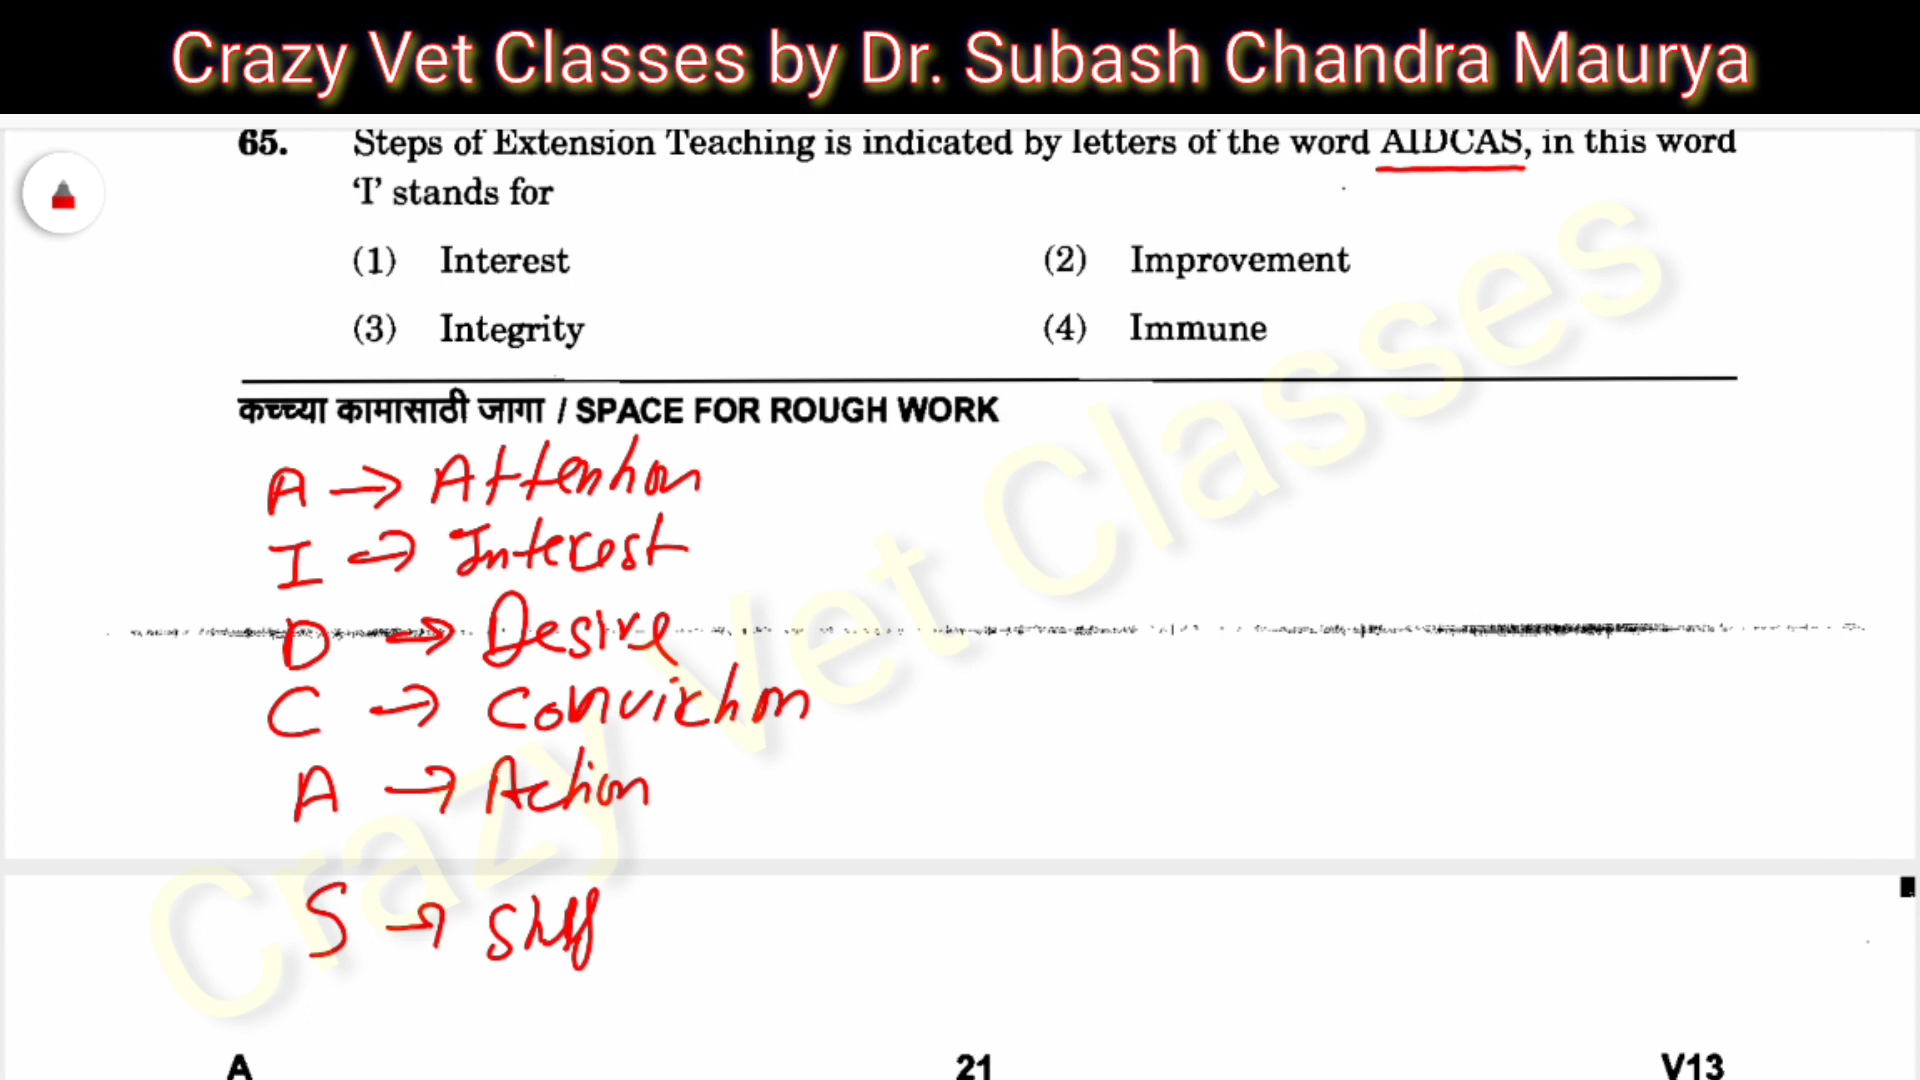 Crazy Vet Classes by Dr. Subash Chandra Maurya
65. Steps of Extension Teaching is indicated by letters of the word AIDCAS, in this word
‘I’ stands for
(1) Interest (2) Improvement
(3) Integrity (4) Immune
कच्च्या कामासाठी जागा / SPACE FOR ROUGH WORK
A → Attention
I → Interest
D → Desire
C → Conviction
A → Action
S →
A 21 V13
Crazy Vet Classes